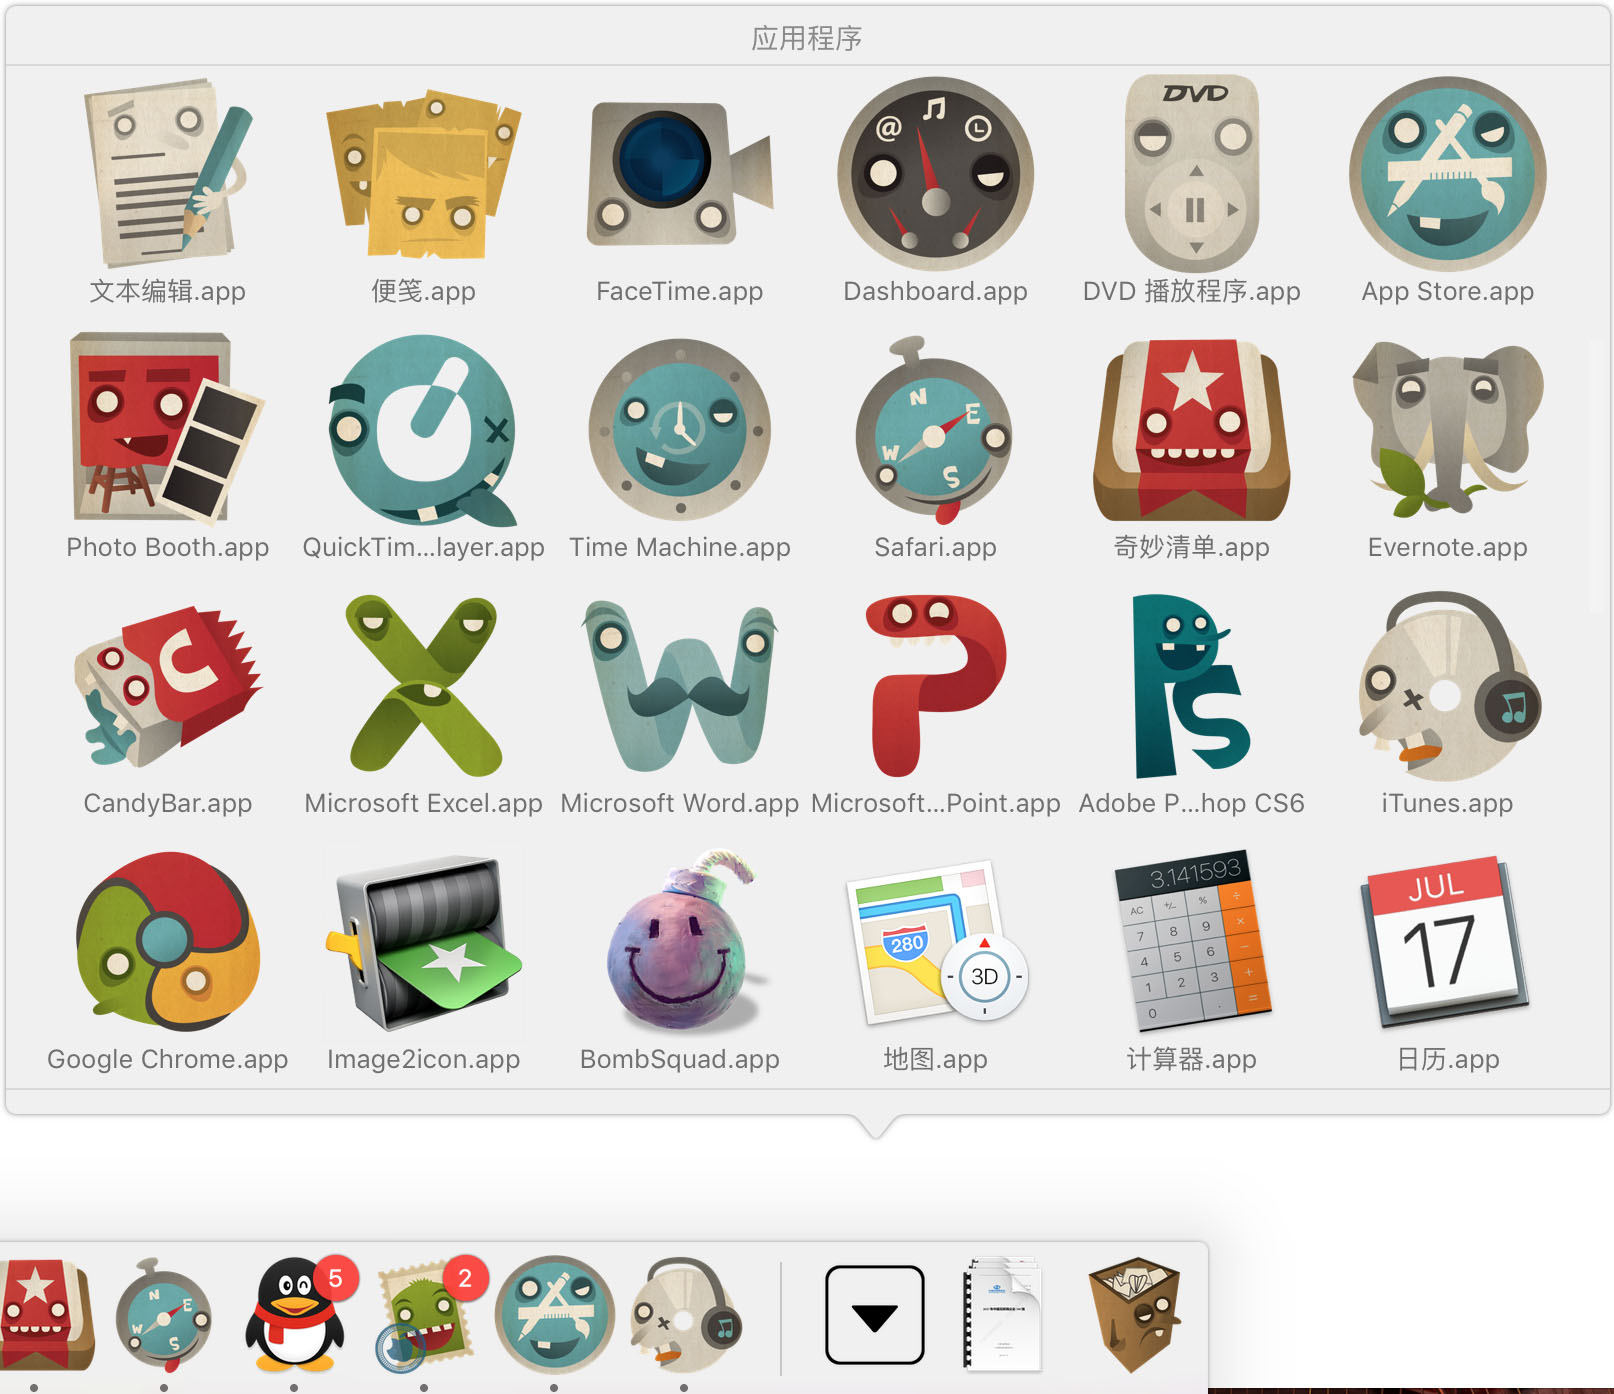 应用程序
DVD
@
文本编辑.app
便笺.app
FaceTime.app
Dashboard.app
DVD 播放程序.app
App Store.app
N
E
W
S
Photo Booth.app
QuickTim...layer.app
Time Machine.app
Safari.app
奇妙清单.app
Evernote.app
C
CandyBar.app
Microsoft Excel.app
Microsoft Word.app
Microsoft...Point.app
Adobe P...hop CS6
iTunes.app
280
3D
3.141593
AC +/- % ÷
7 8 9 ×
4 5 6 −
1 2 3 +
0 . =
JUL
17
Google Chrome.app
Image2icon.app
BombSquad.app
地图.app
计算器.app
日历.app
N
E
W
S
5
2